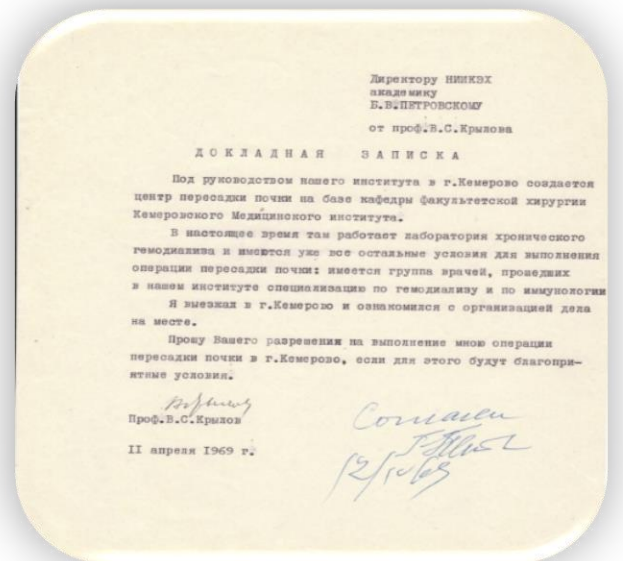 Директору НИИКЭХ
академику
Б.В.ПЕТРОВСКОМУ
от проф.В.С.Крылова
ДОКЛАДНАЯ ЗАПИСКА
Под руководством нашего института в г.Кемерово создается
центр пересадки почки на базе кафедры факультетской хирургии
Кемеровского Медицинского института.
В настоящее время там работает лаборатория хронического
гемодиализа и имеются уже все остальные условия для выполнения
операции пересадки почки: имеется группа врачей, прошедших
в нашем институте специализацию по гемодиализу и по иммунологии
Я выезжал в г.Кемерово и ознакомился с организацией дела
на месте.
Прошу Вашего разрешения на выполнение мною операции
пересадки почки в г.Кемерово, если для этого будут благопри-
ятные условия.
Проф.В.С.Крылов
Согласен
II апреля I969 г.
12/IV 69